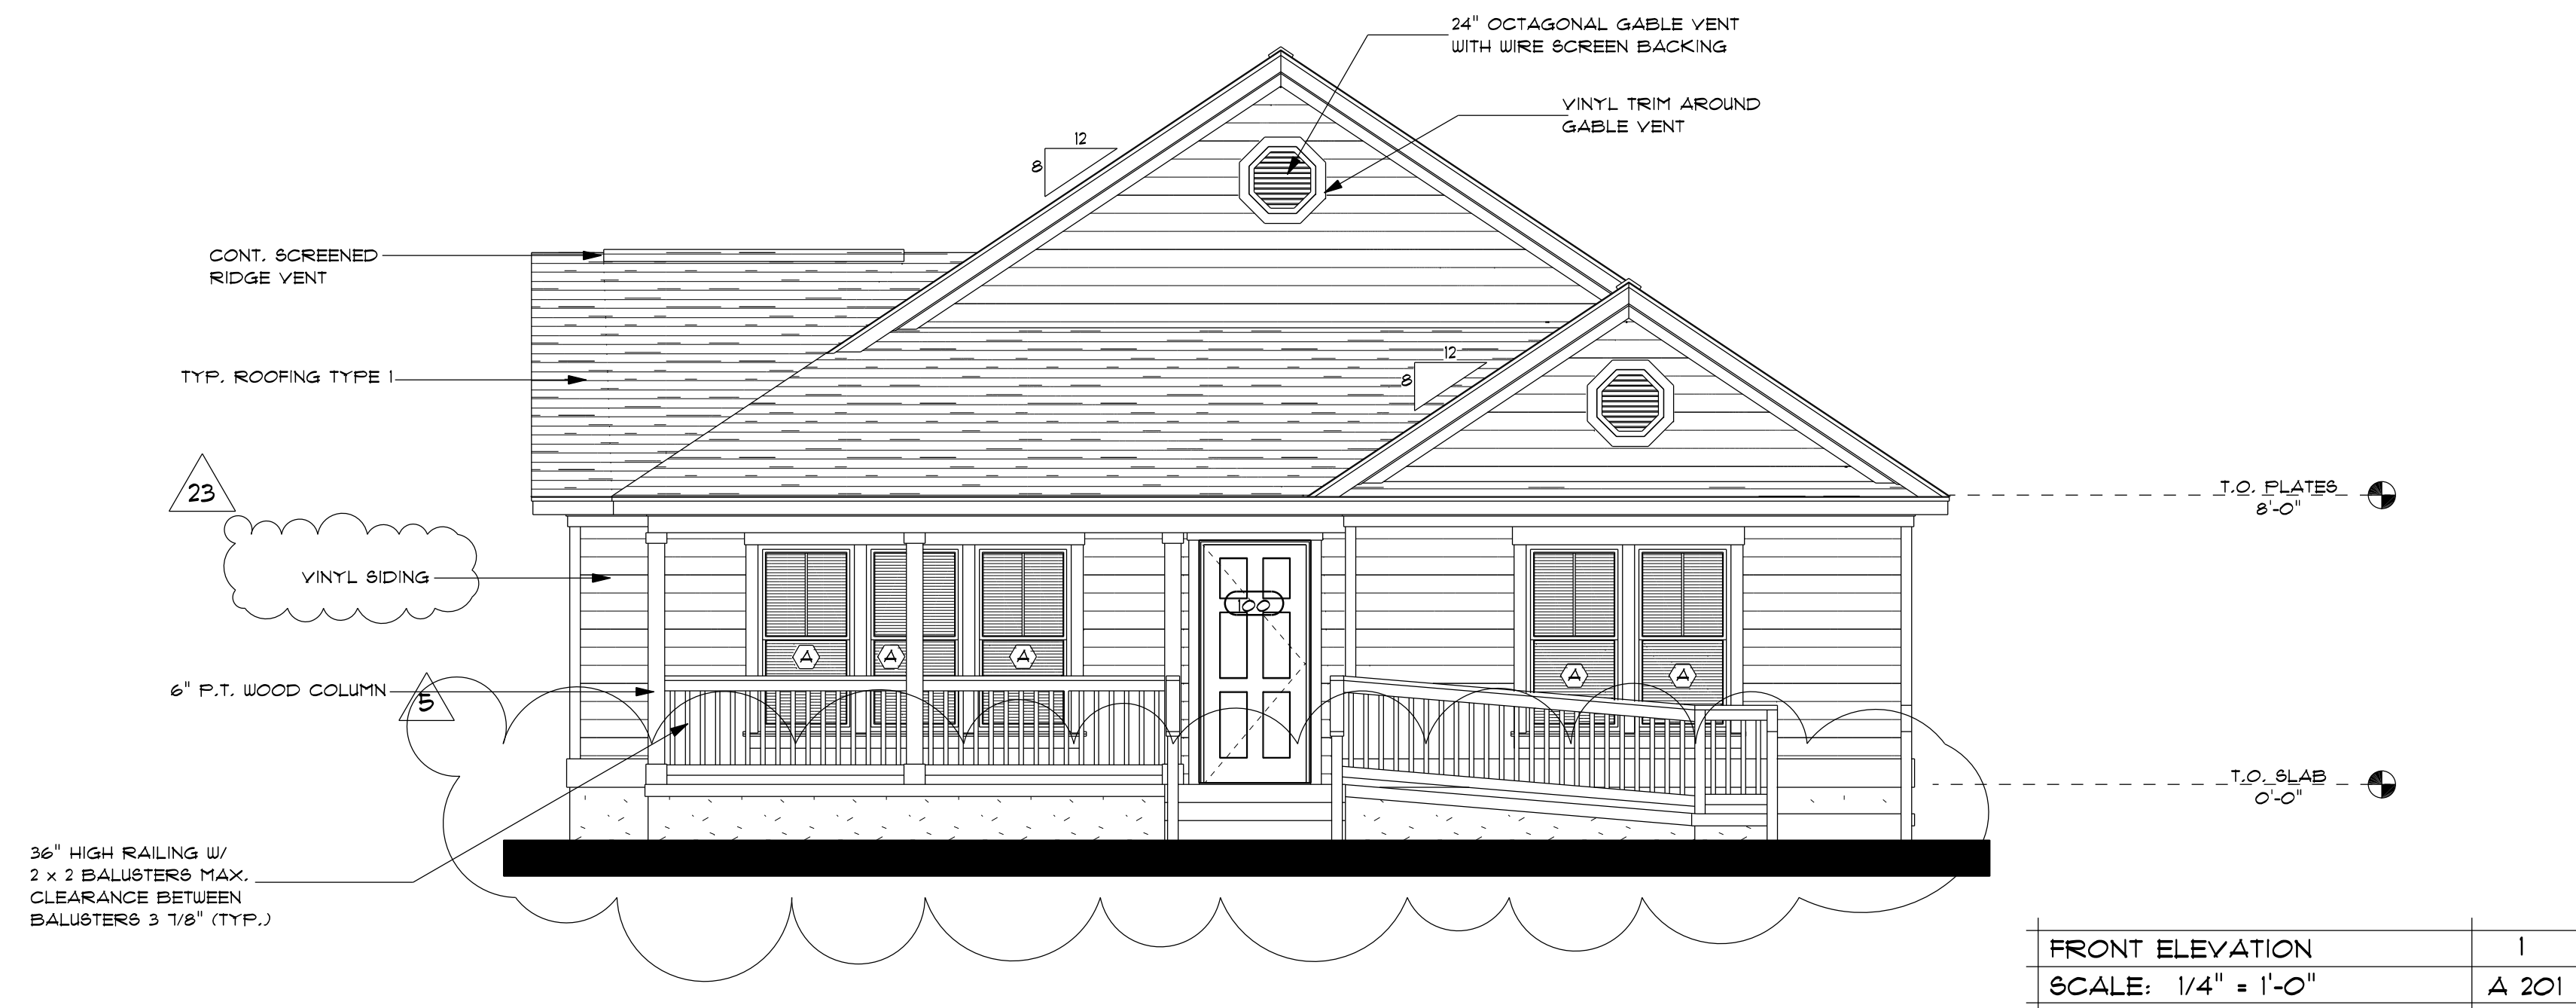 24" OCTAGONAL GABLE VENT
WITH WIRE SCREEN BACKING
VINYL TRIM AROUND
GABLE VENT
12
8
CONT. SCREENED
RIDGE VENT
TYP. ROOFING TYPE 1
12
8
23
VINYL SIDING
T.O. PLATES
8'-0"
100
A
A
A
A
A
6" P.T. WOOD COLUMN
5
T.O. SLAB
0'-0"
36" HIGH RAILING W/
2 x 2 BALUSTERS MAX.
CLEARANCE BETWEEN
BALUSTERS 3 7/8" (TYP.)
FRONT ELEVATION
1
SCALE: 1/4" = 1'-0"
A 201